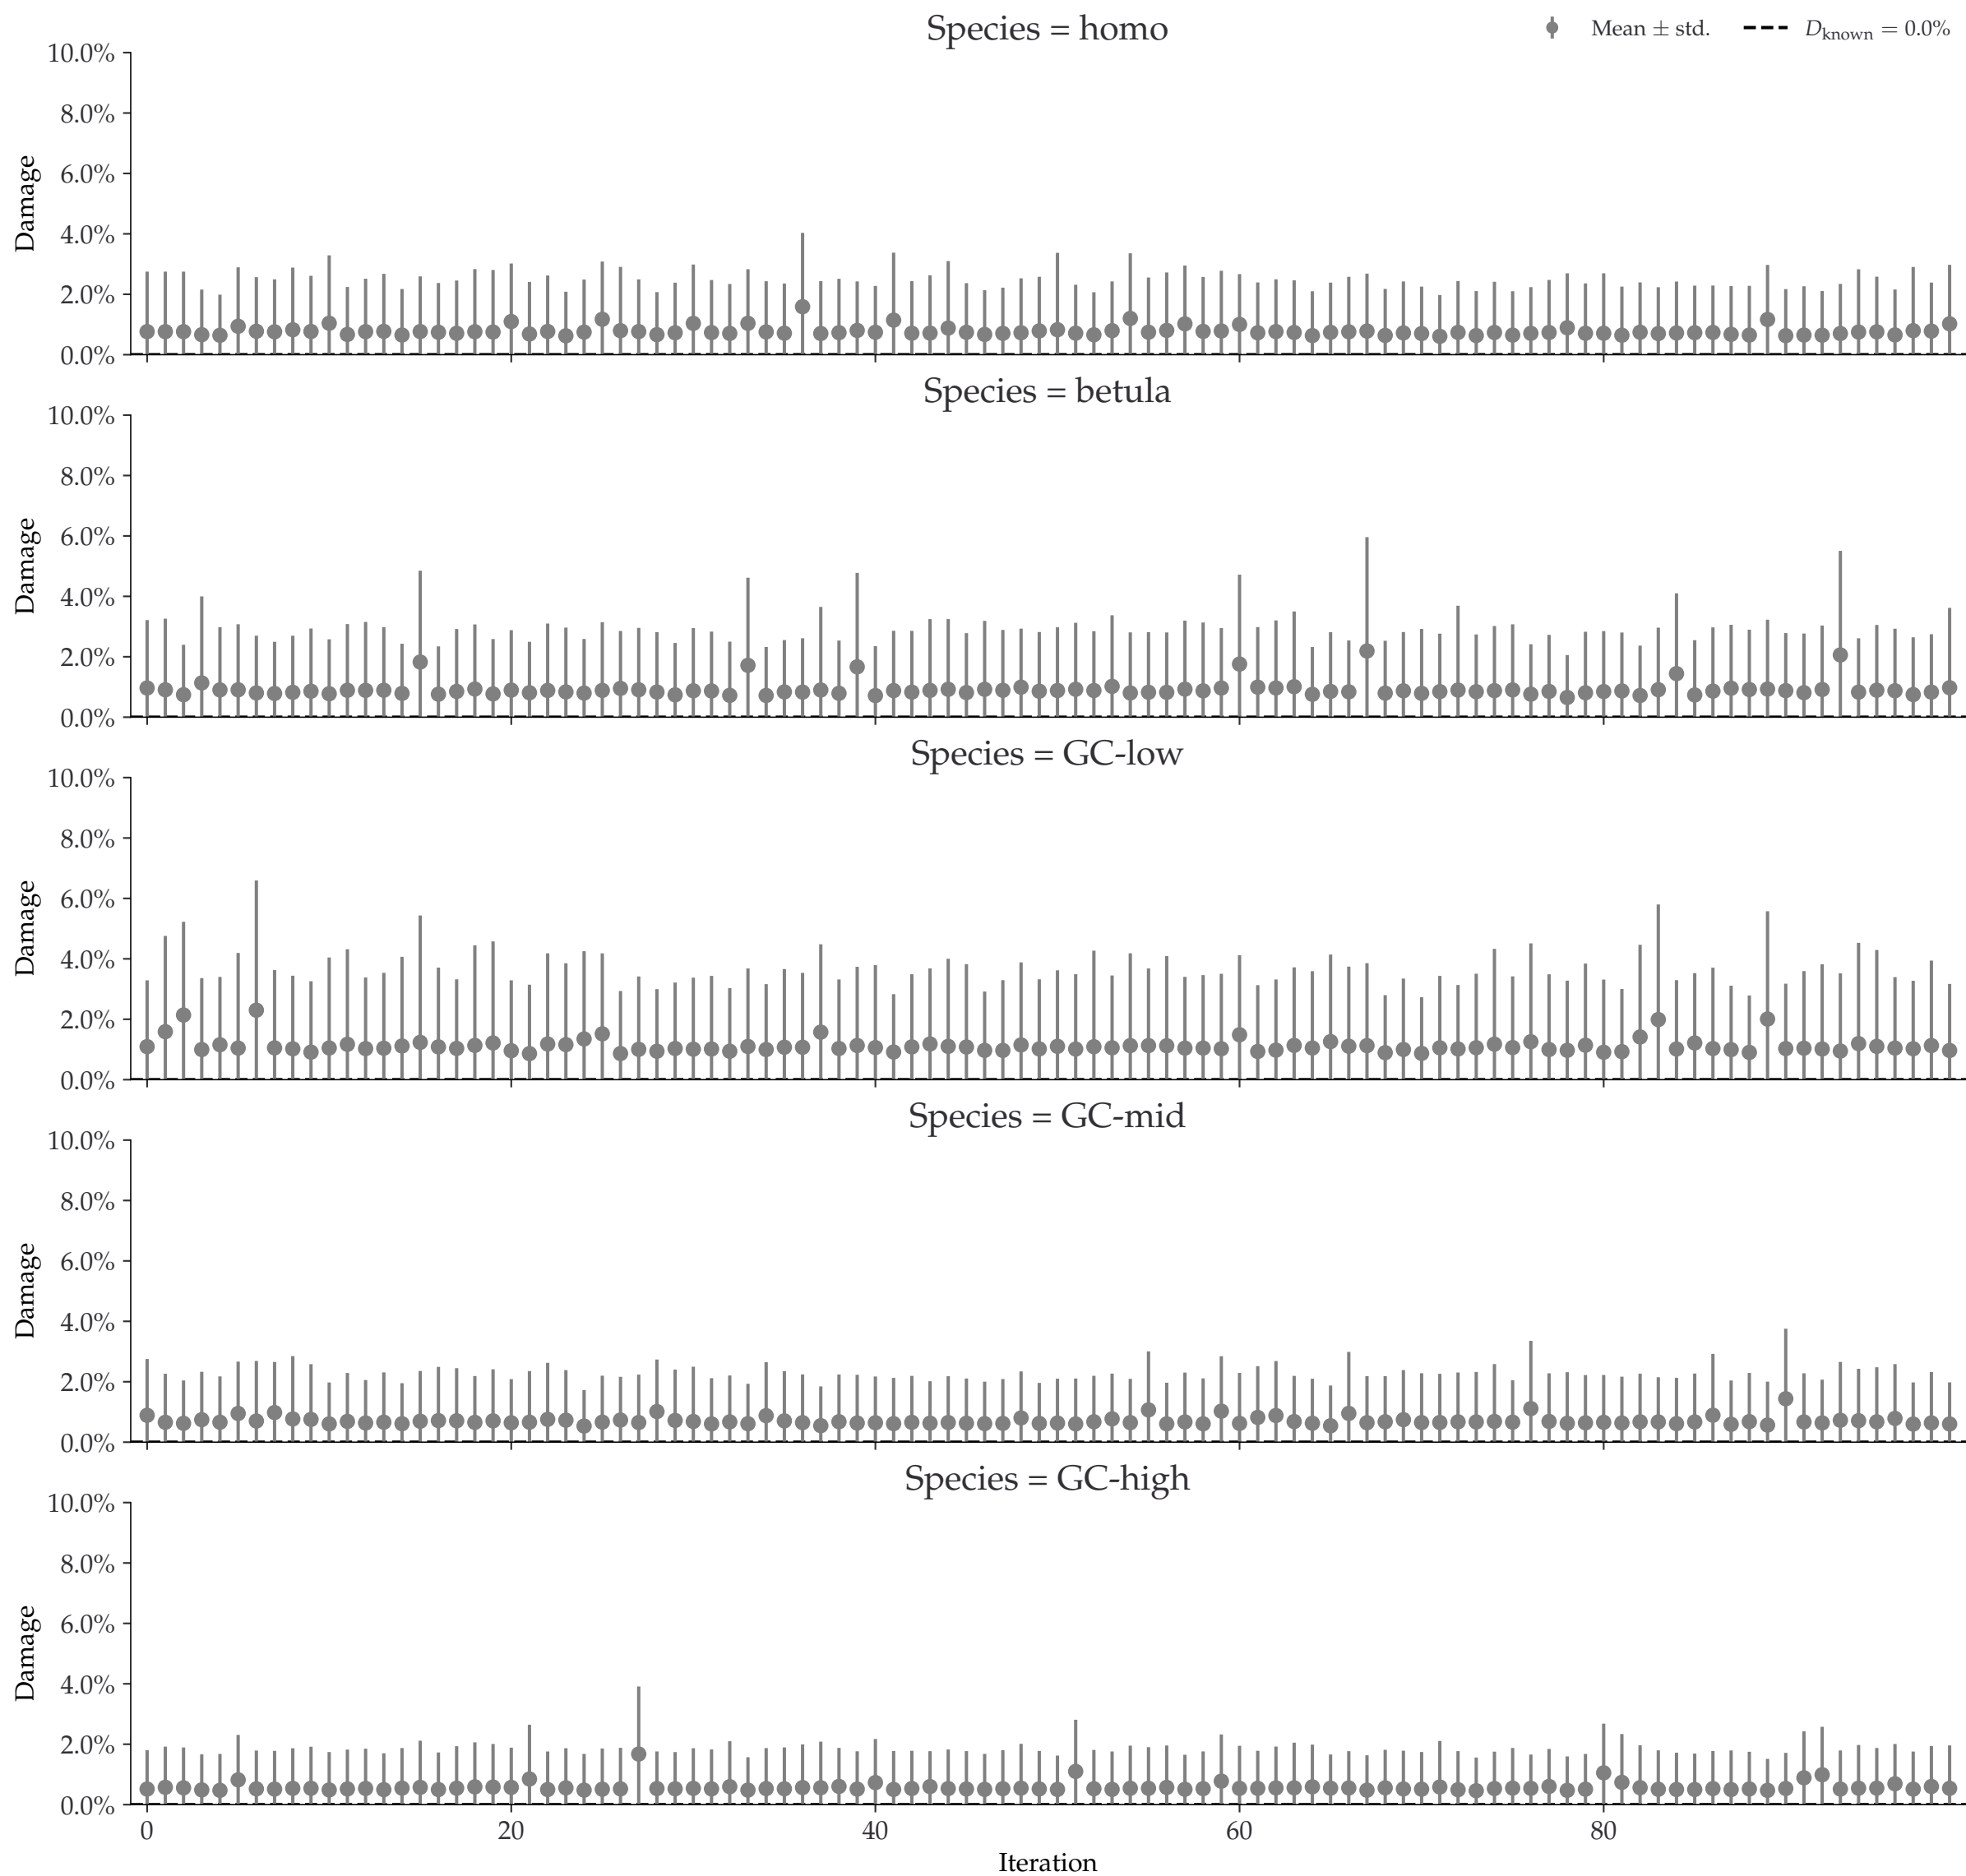 Species = homo
Mean ± std.
D_known = 0.0%
10.0%
8.0%
6.0%
4.0%
2.0%
0.0%
Damage
Species = betula
10.0%
8.0%
6.0%
4.0%
2.0%
0.0%
Damage
Species = GC-low
10.0%
8.0%
6.0%
4.0%
2.0%
0.0%
Damage
Species = GC-mid
10.0%
8.0%
6.0%
4.0%
2.0%
0.0%
Damage
Species = GC-high
10.0%
8.0%
6.0%
4.0%
2.0%
0.0%
Damage
0 20 40 60 80
Iteration